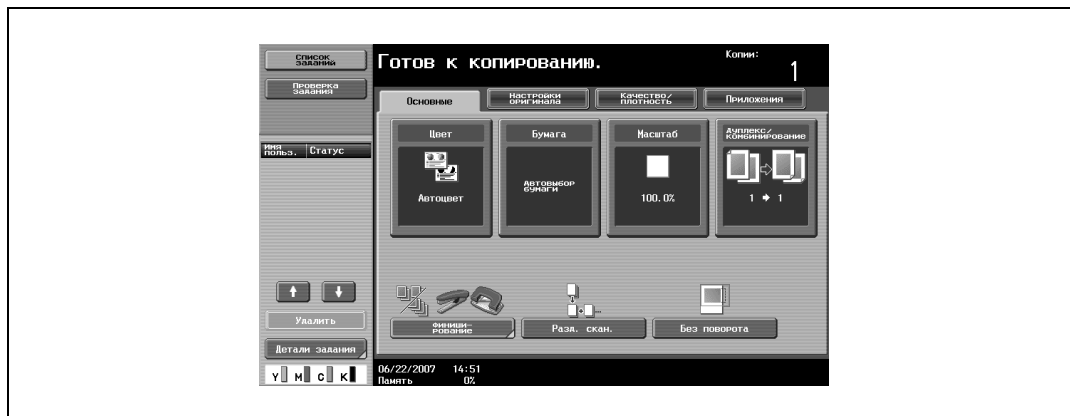 Список
заданий
Проверка
задания
Имя
польз.
Статус
Удалить
Детали задания
Y M C K
Готов к копированию.
Копии:
1
Основные
Настройки
оригинала
Качество/
плотность
Приложения
Цвет
Автоцвет
Бумага
Автовыбор
бумаги
Масштаб
100.0%
Дуплекс/
Комбинирование
1 → 1
Финиши-
рование
Разд. скан.
Без поворота
06/22/2007 14:51
Память 0%